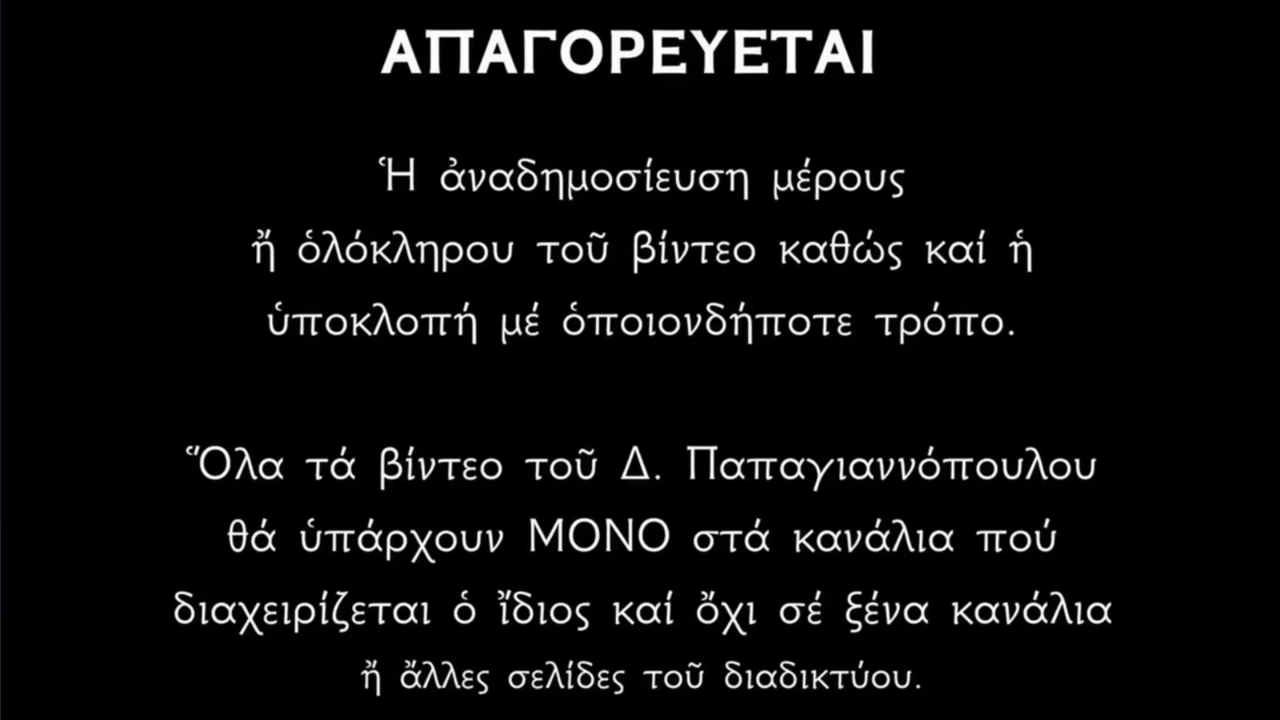 ΑΠΑΓΟΡΕΥΕΤΑΙ
Ἡ ἀναδημοσίευση μέρους
ἤ ὁλόκληρου τοῦ βίντεο καθώς καί ἡ
ὑποκλοπή μέ ὁποιονδήποτε τρόπο.
Ὅλα τά βίντεο τοῦ Δ. Παπαγιαννόπουλου
θά ὑπάρχουν ΜΟΝΟ στά κανάλια πού
διαχειρίζεται ὁ ἴδιος καί ὄχι σέ ξένα κανάλια
ἤ ἄλλες σελίδες τοῦ διαδικτύου.